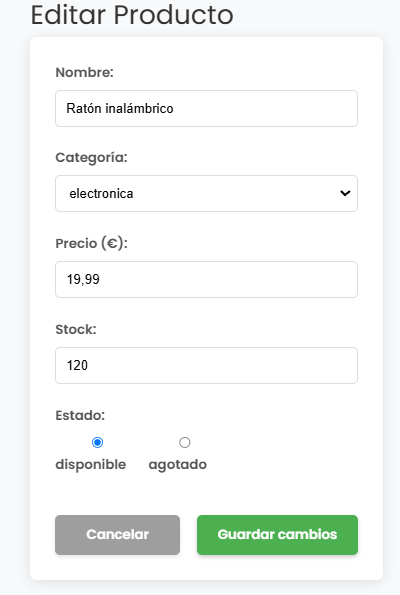 Editar Producto
Nombre:
Ratón inalámbrico
Categoría:
electronica
Precio (€):
19,99
Stock:
120
Estado:
disponible agotado
Cancelar Guardar cambios